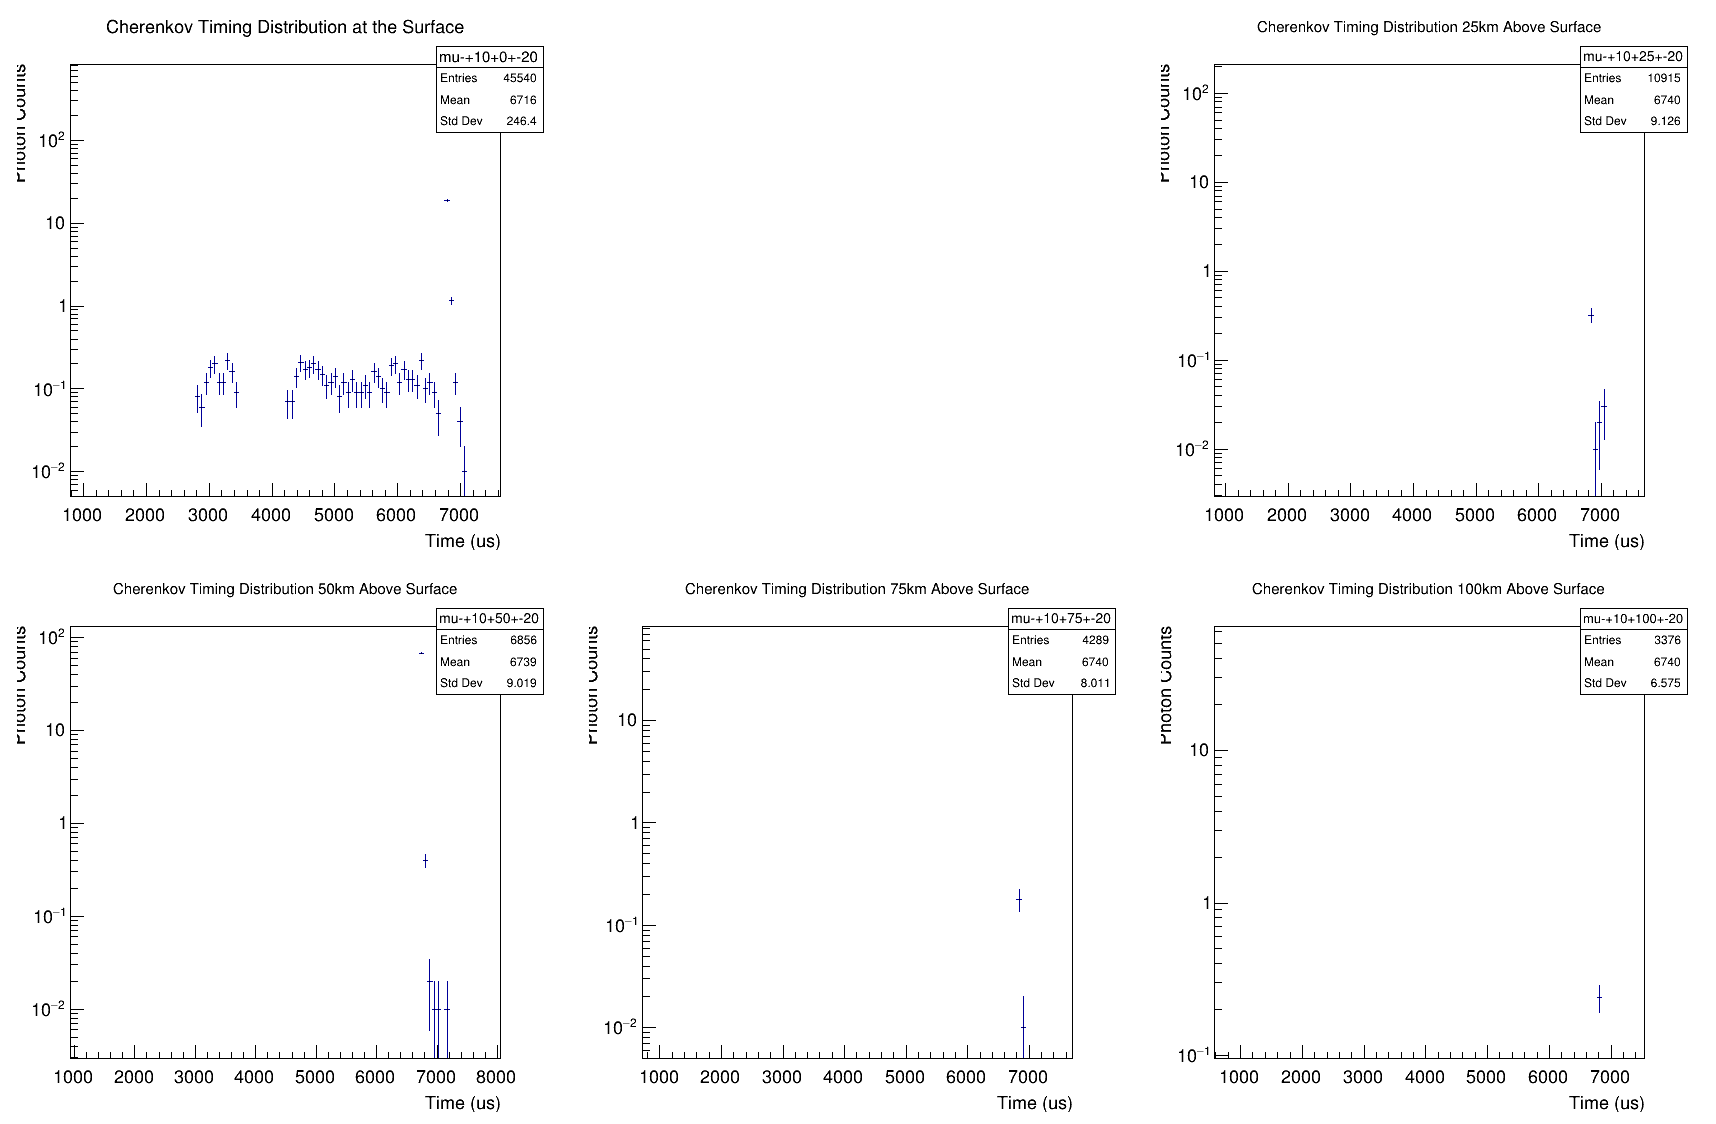 Cherenkov Timing Distribution at the Surface
mu-+10+0+-20
Entries 45540
Mean 6716
Std Dev 246.4
Photon Counts
10²
10
1
10⁻¹
10⁻²
1000 2000 3000 4000 5000 6000 7000
Time (us)
Cherenkov Timing Distribution 25km Above Surface
mu-+10+25+-20
Entries 10915
Mean 6740
Std Dev 9.126
Photon Counts
10²
10
1
10⁻¹
10⁻²
1000 2000 3000 4000 5000 6000 7000
Time (us)
Cherenkov Timing Distribution 50km Above Surface
mu-+10+50+-20
Entries 6856
Mean 6739
Std Dev 9.019
Photon Counts
10²
10
1
10⁻¹
10⁻²
1000 2000 3000 4000 5000 6000 7000 8000
Time (us)
Cherenkov Timing Distribution 75km Above Surface
mu-+10+75+-20
Entries 4289
Mean 6740
Std Dev 8.011
Photon Counts
10
1
10⁻¹
10⁻²
1000 2000 3000 4000 5000 6000 7000
Time (us)
Cherenkov Timing Distribution 100km Above Surface
mu-+10+100+-20
Entries 3376
Mean 6740
Std Dev 6.575
Photon Counts
10
1
10⁻¹
1000 2000 3000 4000 5000 6000 7000
Time (us)